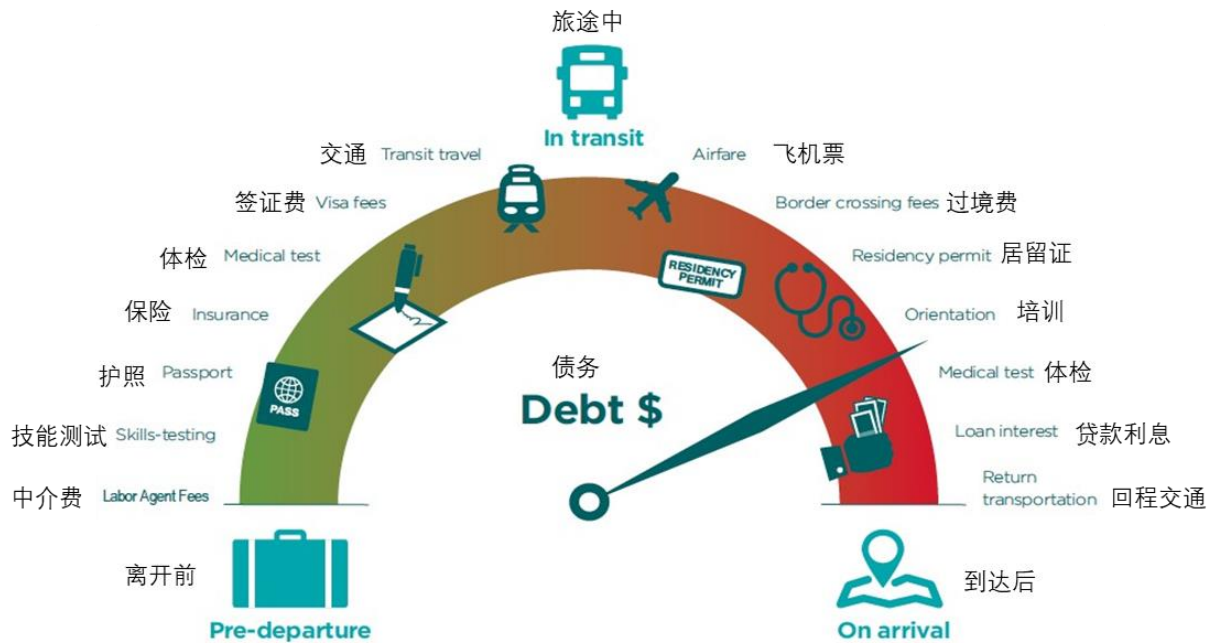 旅途中
In transit
交通 Transit travel
Airfare 飞机票
签证费 Visa fees
Border crossing fees 过境费
体检 Medical test
Residency permit 居留证
RESIDENCY
PERMIT
保险 Insurance
Orientation 培训
护照 Passport
债务
Medical test 体检
PASS
Debt $
技能测试 Skills-testing
Loan interest 贷款利息
中介费 Labor Agent Fees
Return
transportation 回程交通
离开前
Pre-departure
到达后
On arrival